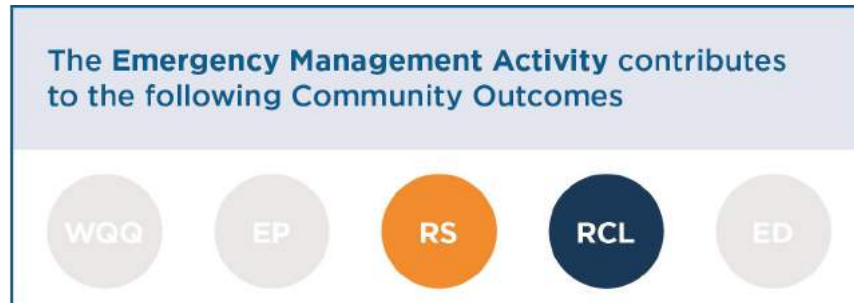 The Emergency Management Activity contributes
to the following Community Outcomes
WQQ EP RS RCL ED